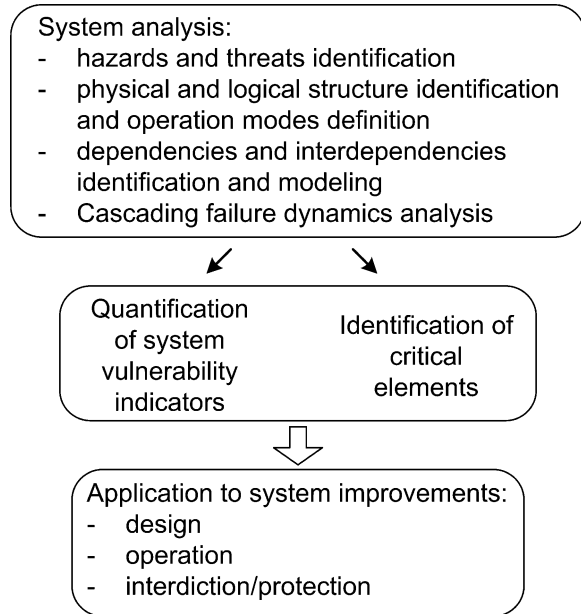 System analysis:
- hazards and threats identification
- physical and logical structure identification
and operation modes definition
- dependencies and interdependencies
identification and modeling
- Cascading failure dynamics analysis
Quantification
of system
vulnerability
indicators
Identification of
critical
elements
Application to system improvements:
- design
- operation
- interdiction/protection